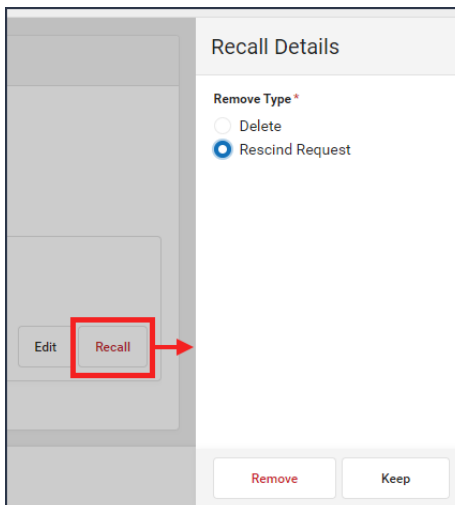 Recall Details
Remove Type*
Delete
Rescind Request
Edit Recall
Remove Keep